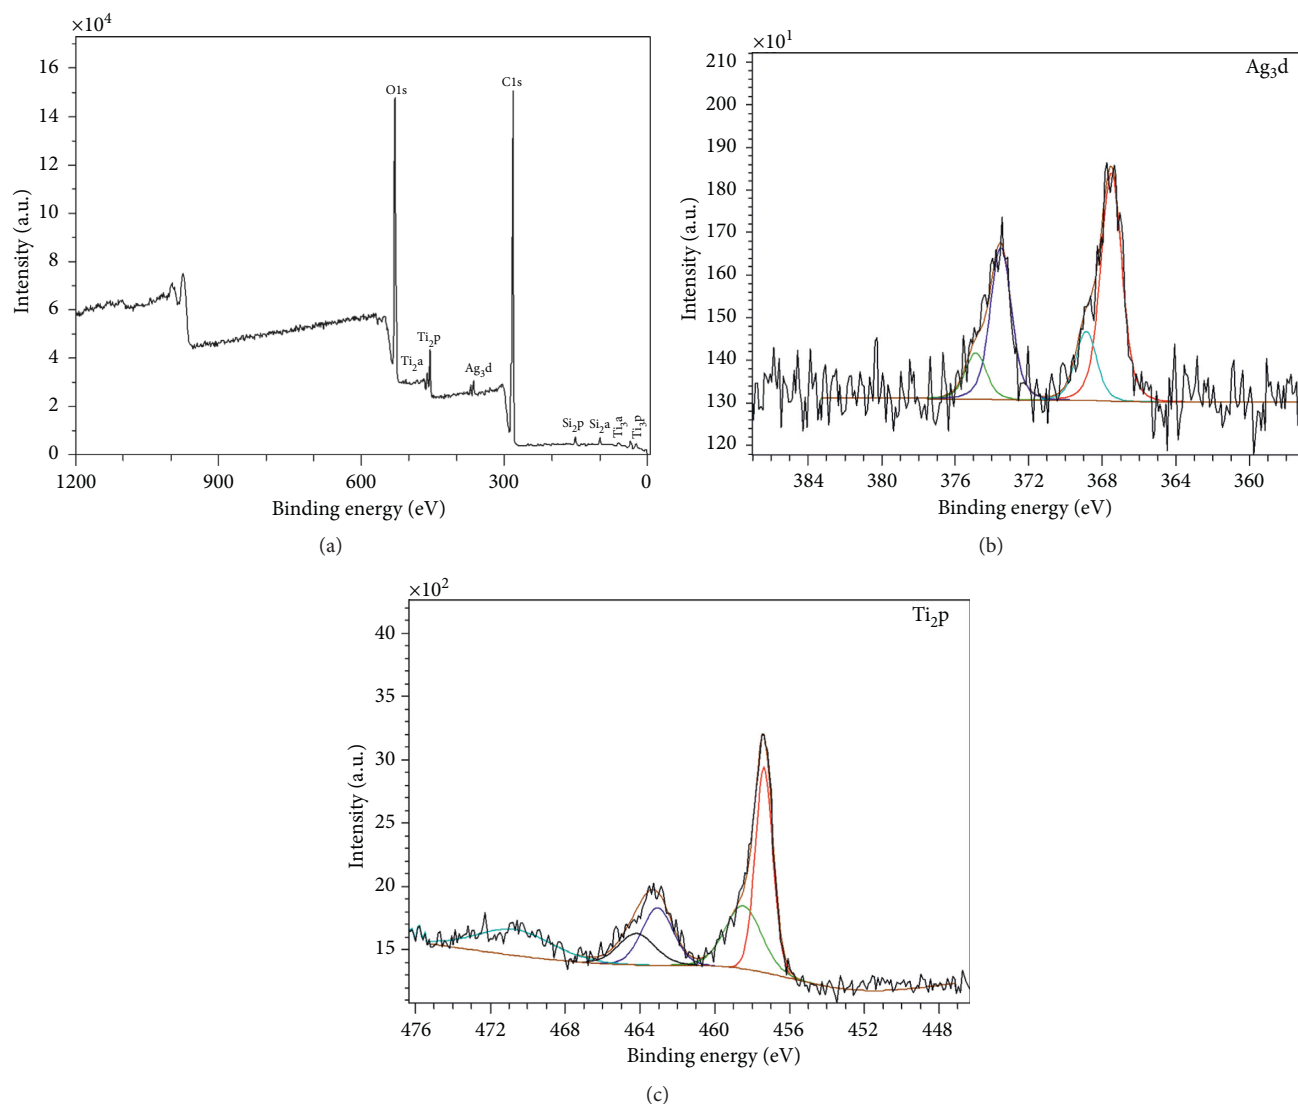 ×10⁴
16
14
12
10
8
6
4
2
0
Intensity (a.u.)
O1s
C1s
Ti₂a
Ti₂p
Ag₃d
Si₂p
Si₂a
Ti₃a
Ti₃p
1200 900 600 300 0
Binding energy (eV)
(a)
×10¹
Ag₃d
210
200
190
180
170
160
150
140
130
120
Intensity (a.u.)
384 380 376 372 368 364 360
Binding energy (eV)
(b)
×10²
Ti₂p
40
35
30
20
15
Intensity (a.u.)
476 472 468 464 460 456 452 448
Binding energy (eV)
(c)